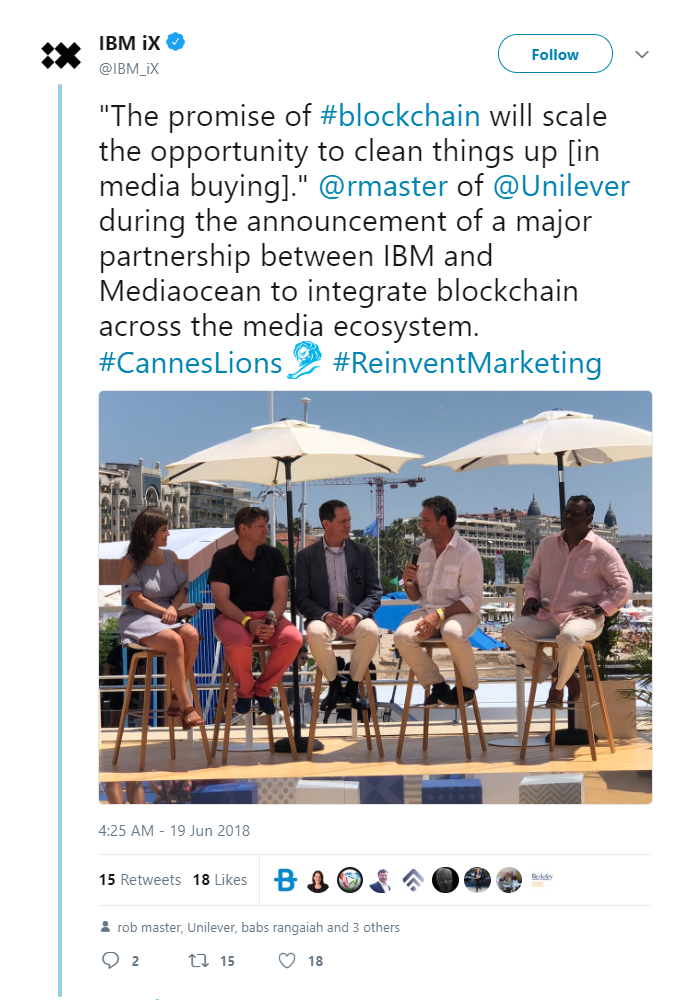 IBM iX
@IBM_iX
Follow
"The promise of #blockchain will scale
the opportunity to clean things up [in
media buying]." @rmaster of @Unilever
during the announcement of a major
partnership between IBM and
Mediaocean to integrate blockchain
across the media ecosystem.
#CannesLions #ReinventMarketing
4:25 AM - 19 Jun 2018
15 Retweets 18 Likes
Berkeley
rob master, Unilever, babs rangaiah and 3 others
2 15 18